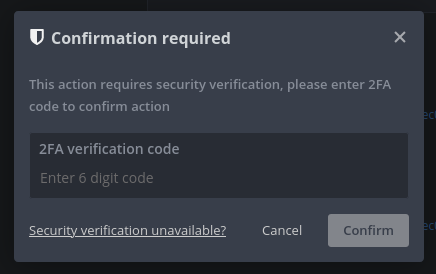 Confirmation required
This action requires security verification, please enter 2FA
code to confirm action
2FA verification code
Enter 6 digit code
Security verification unavailable? Cancel Confirm